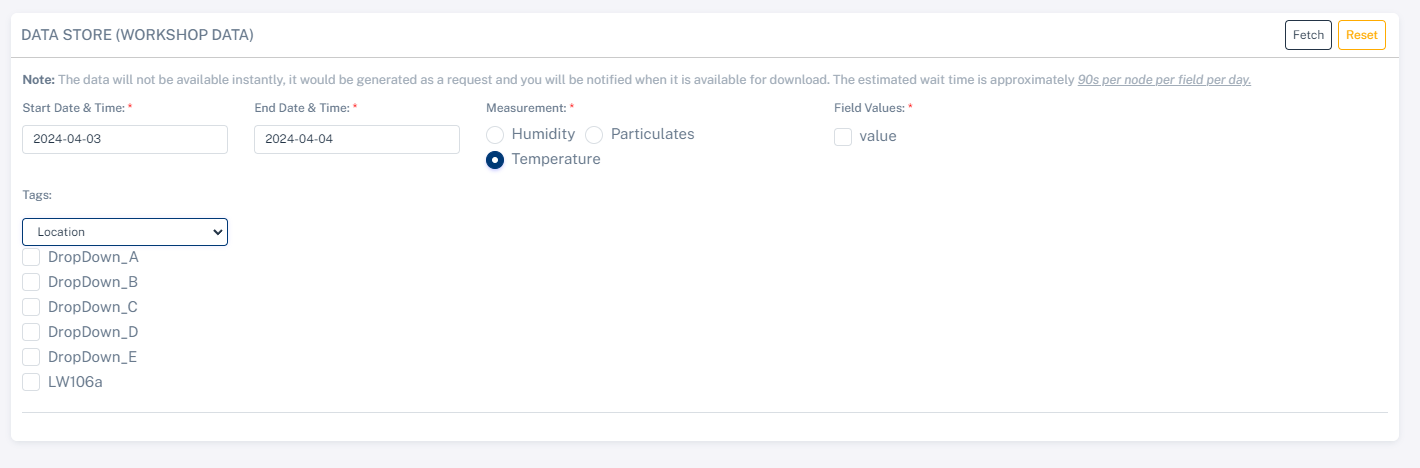 DATA STORE (WORKSHOP DATA)
Fetch
Reset
Note: The data will not be available instantly, it would be generated as a request and you will be notified when it is available for download. The estimated wait time is approximately 90s per node per field per day.
Start Date & Time: *
End Date & Time: *
Measurement: *
Field Values: *
2024-04-03
2024-04-04
Humidity
Particulates
value
Temperature
Tags:
Location
DropDown_A
DropDown_B
DropDown_C
DropDown_D
DropDown_E
LW106a